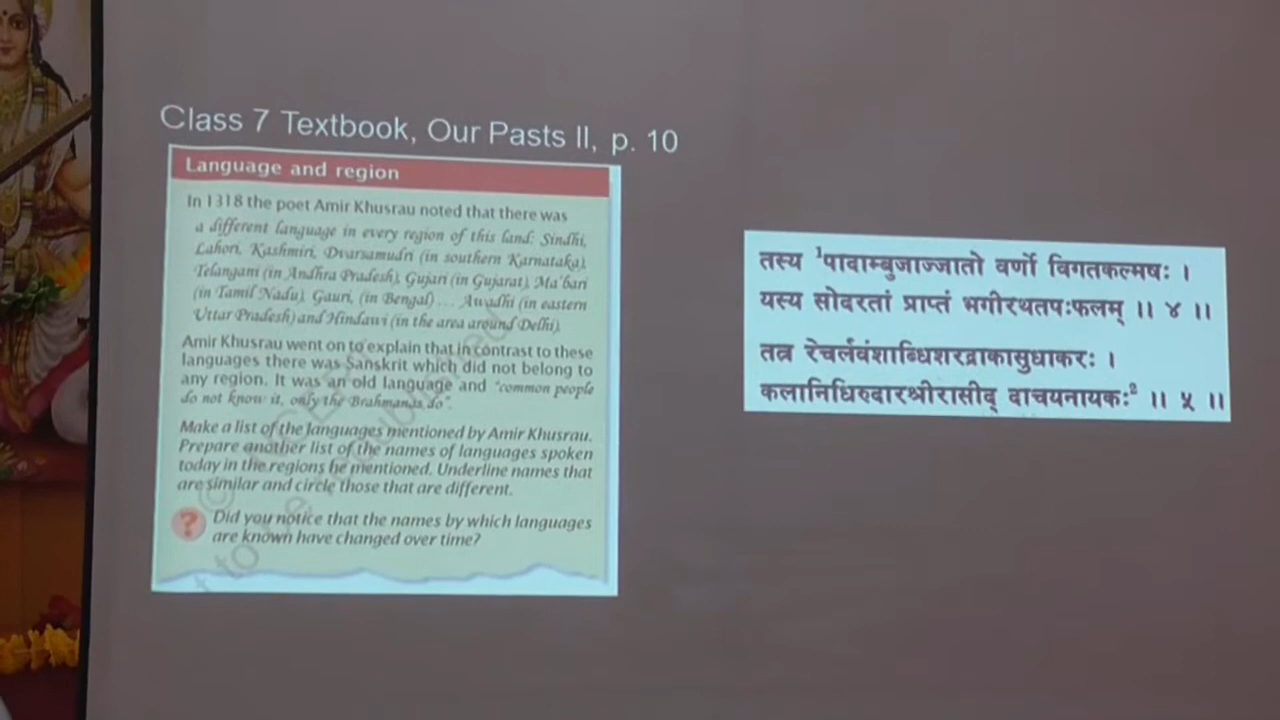 Class 7 Textbook, Our Pasts II, p. 10
Language and region
In 1318 the poet Amir Khusrau noted that there was
a different language in every region of this land: Sindhi,
Lahori, Kashmiri, Dvarsamudri (in southern Karnataka),
Telangani (in Andhra Pradesh), Gujari (in Gujarat), Ma'bari
(in Tamil Nadu), Gauri, (in Bengal) ... Awadhi (in eastern
Uttar Pradesh) and Hindawi (in the area around Delhi).
Amir Khusrau went on to explain that in contrast to these
languages there was Sanskrit which did not belong to
any region. It was an old language and "common people
do not know it, only the Brahmanas do".
Make a list of the languages mentioned by Amir Khusrau.
Prepare another list of the names of languages spoken
today in the regions he mentioned. Underline names that
are similar and circle those that are different.
? Did you notice that the names by which languages
are known have changed over time?
तस्य ¹पादाम्बुजाज्जातो वर्णो विगतकल्मषः ।
यस्य सोदरतां प्राप्तं भगीरथतपःफलम् ।। ४ ।।
तत्र रेचर्लवंशाब्धिशरद्राकासुधाकरः ।
कलानिधिरुदारश्रीरासीद् दाचयनायकः² ।। ५ ।।